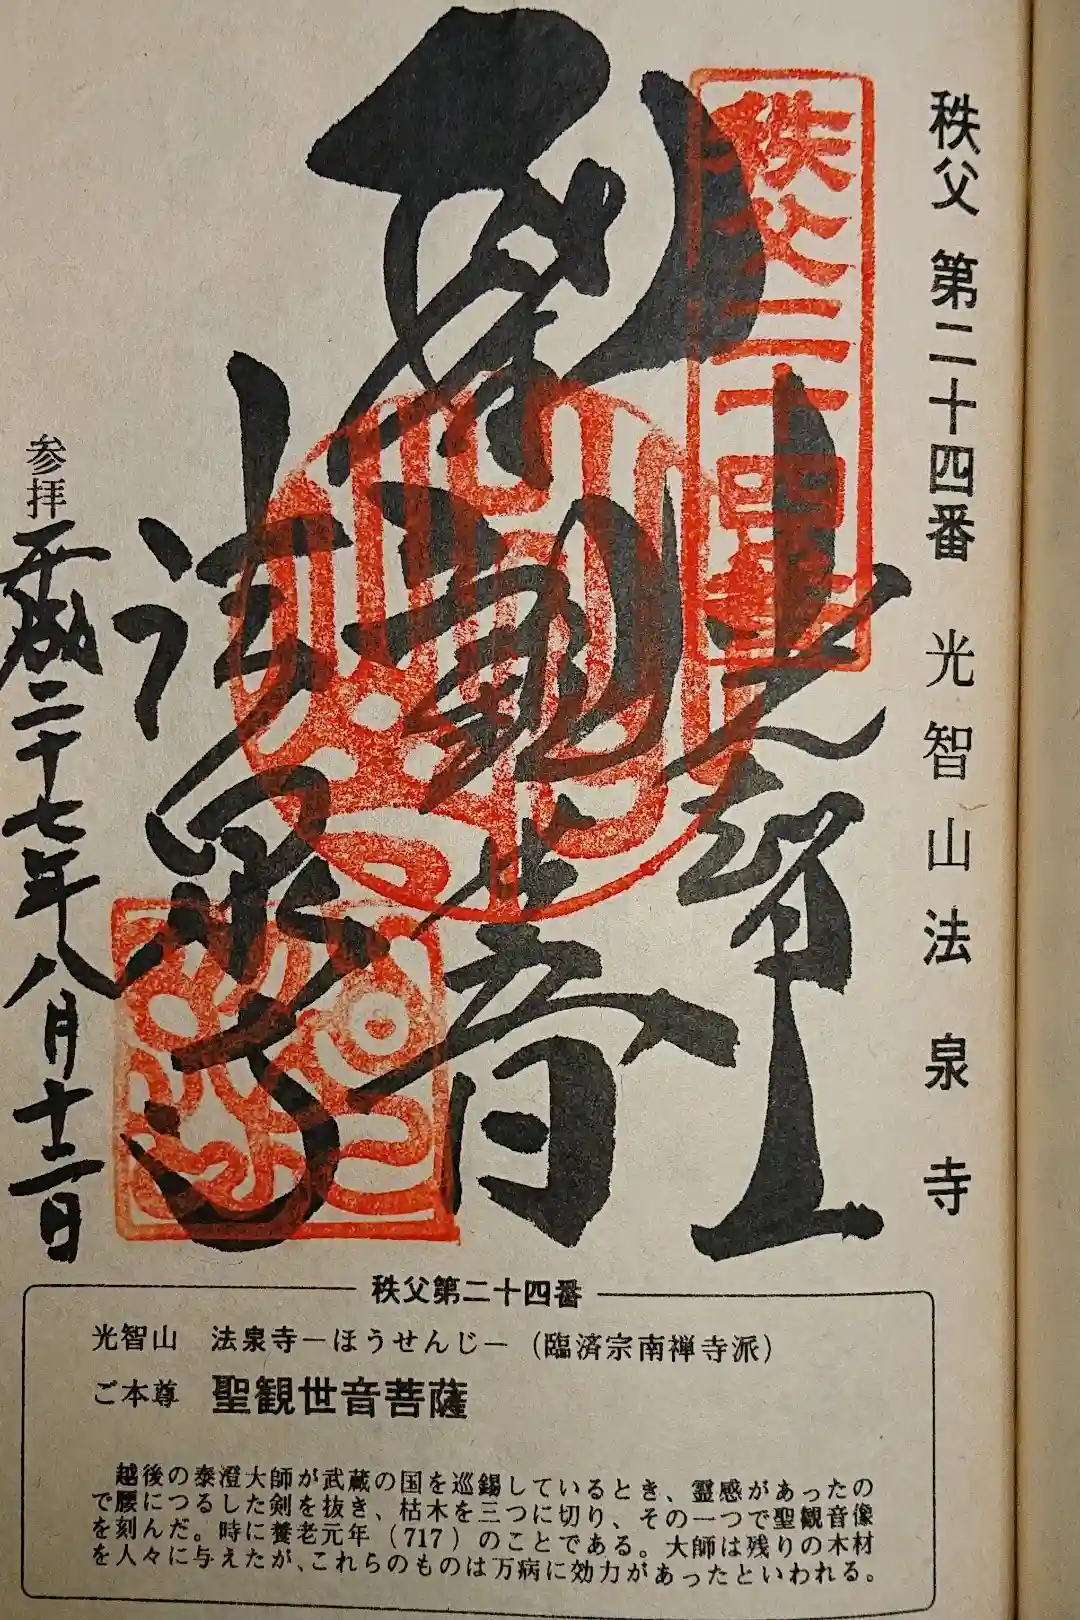 秩父 第二十四番 光智山法泉寺
秩父二十四番
光智山
聖観世音
法泉寺
参拝 平成二十七年八月十二日
秩父第二十四番
光智山 法泉寺－ほうせんじ－（臨済宗南禅寺派）
ご本尊 聖観世音菩薩
越後の泰澄大師が武蔵の国を巡錫しているとき、霊感があったの
で腰につるした剣を抜き、枯木を三つに切り、その一つで聖観音像
を刻んだ。時に養老元年（717）のことである。大師は残りの木材
を人々に与えたが、これらのものは万病に効力があったといわれる。